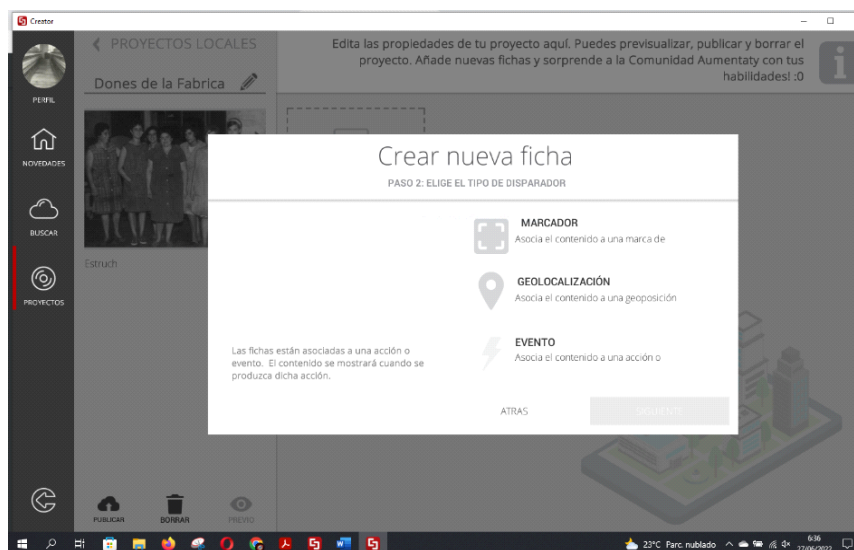 Creator
PROYECTOS LOCALES
Edita las propiedades de tu proyecto aquí. Puedes previsualizar, publicar y borrar el
proyecto. Añade nuevas fichas y sorprende a la Comunidad Aumentaty con tus
habilidades! :0
Dones de la Fabrica
PERFIL
NOVEDADES
BUSCAR
PROYECTOS
Estruch
Crear nueva ficha
PASO 2: ELIGE EL TIPO DE DISPARADOR
MARCADOR
Asocia el contenido a una marca de
GEOLOCALIZACIÓN
Asocia el contenido a una geoposición
EVENTO
Asocia el contenido a una acción o
Las fichas están asociadas a una acción o
evento. El contenido se mostrará cuando se
produzca dicha acción.
ATRAS
SIGUIENTE
PUBLICAR
BORRAR
PREVIO
23°C Parc. nublado
6:36
27/06/2022